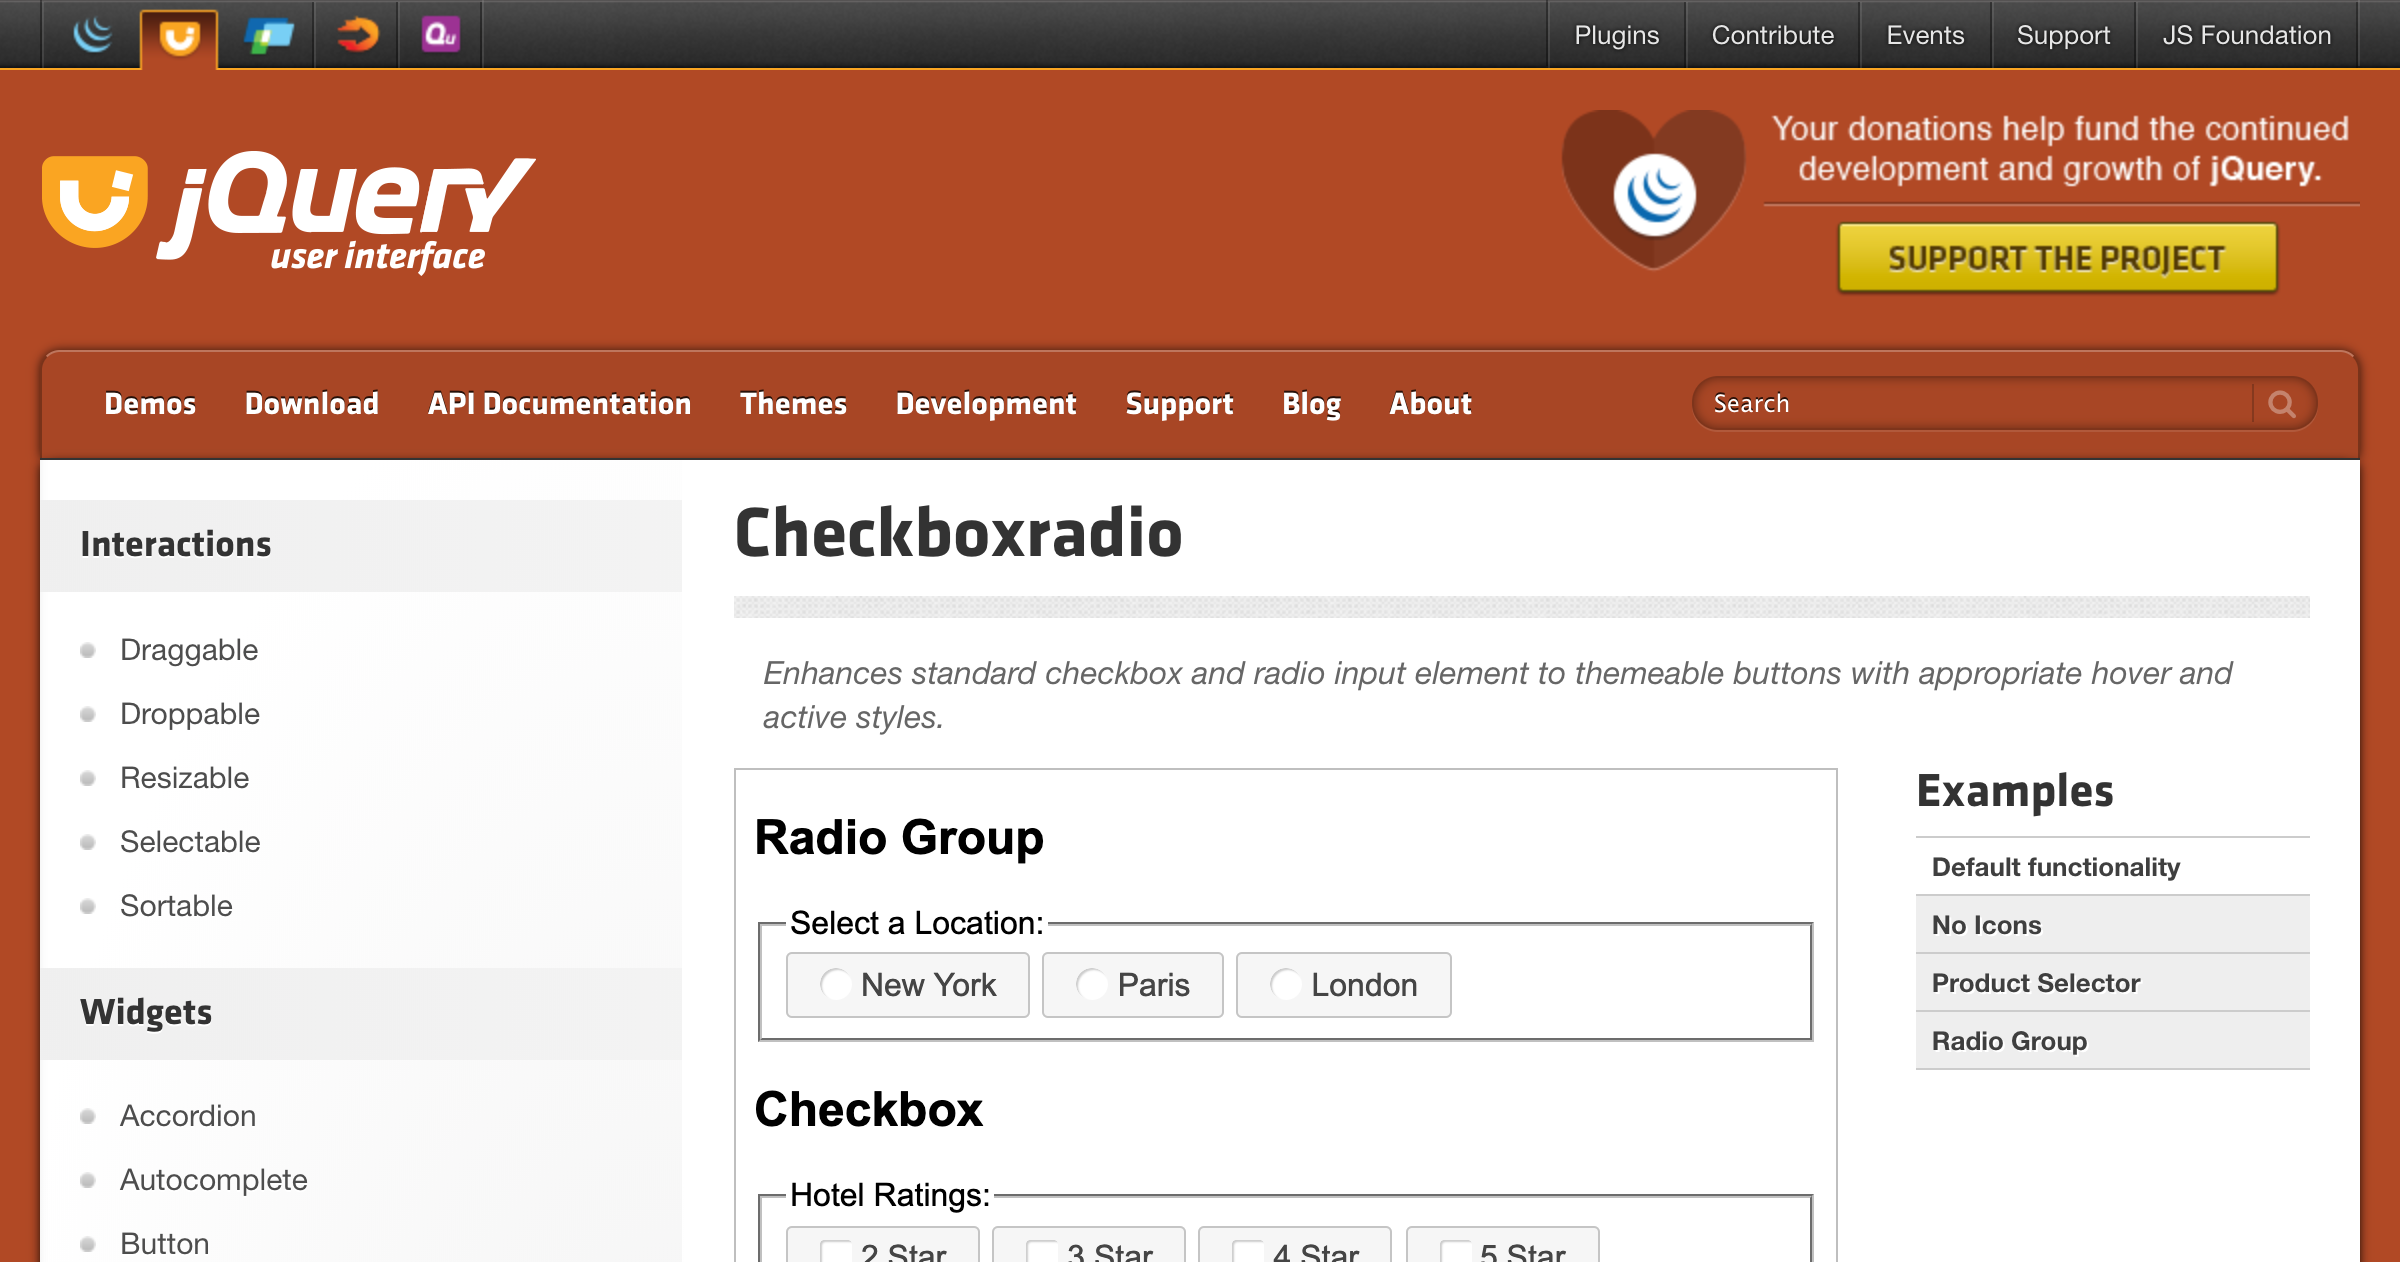 Qu
Plugins Contribute Events Support JS Foundation
jQuery
user interface
Your donations help fund the continued
development and growth of jQuery.
SUPPORT THE PROJECT
Demos Download API Documentation Themes Development Support Blog About Search
Interactions
Draggable
Droppable
Resizable
Selectable
Sortable
Widgets
Accordion
Autocomplete
Button
Checkboxradio
Enhances standard checkbox and radio input element to themeable buttons with appropriate hover and
active styles.
Radio Group
Select a Location:
New York Paris London
Checkbox
Hotel Ratings:
2 Star 3 Star 4 Star 5 Star
Examples
Default functionality
No Icons
Product Selector
Radio Group